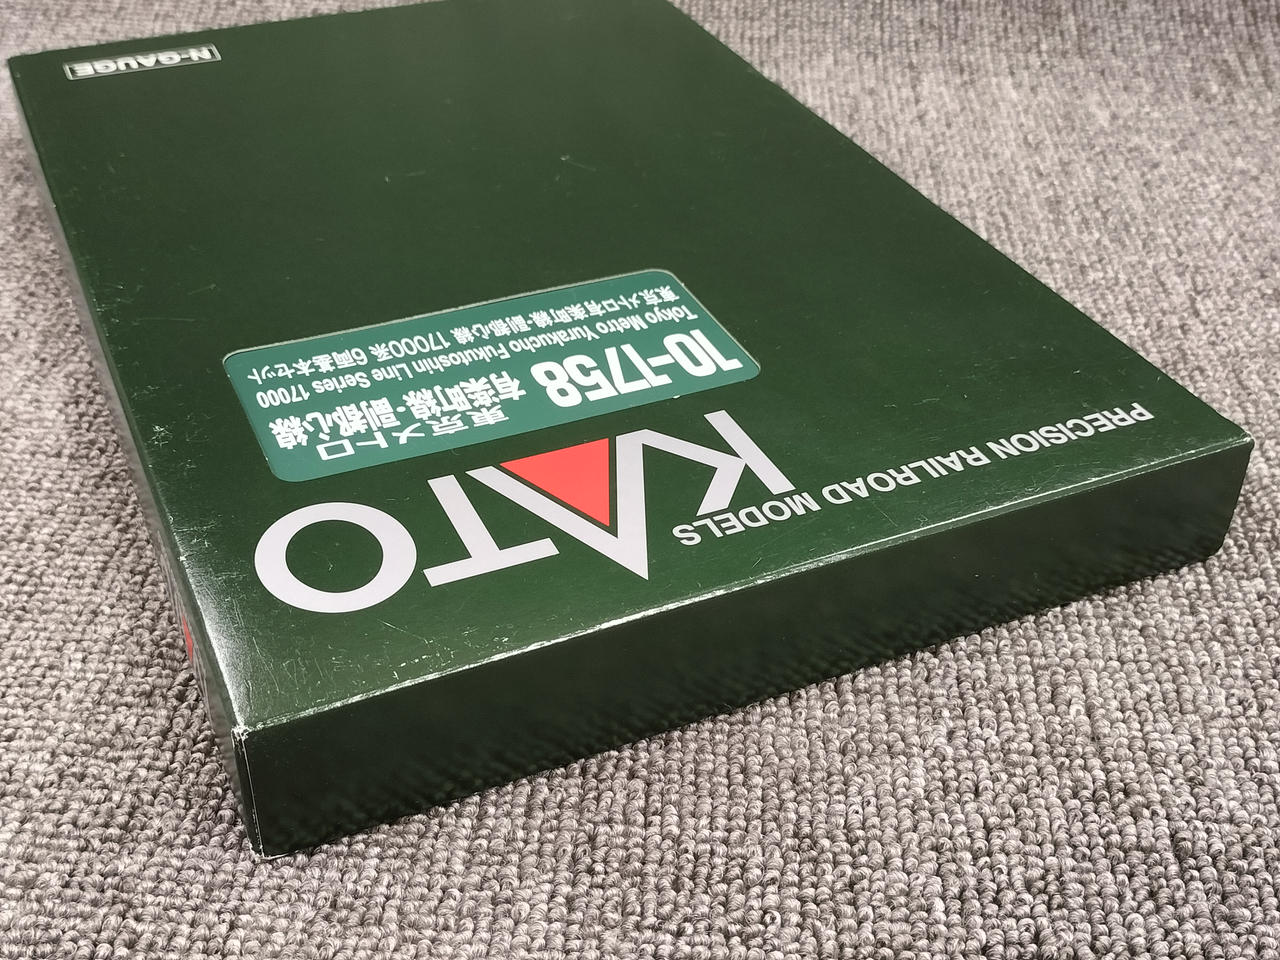 PRECISION RAILROAD MODELS
KATO
10-1758
東京メトロ
有楽町線・副都心線
Tokyo Metro Yurakucho Fukutoshin Line Series 17000
東京メトロ有楽町線・副都心線 17000系 6両基本セット
N-GAUGE